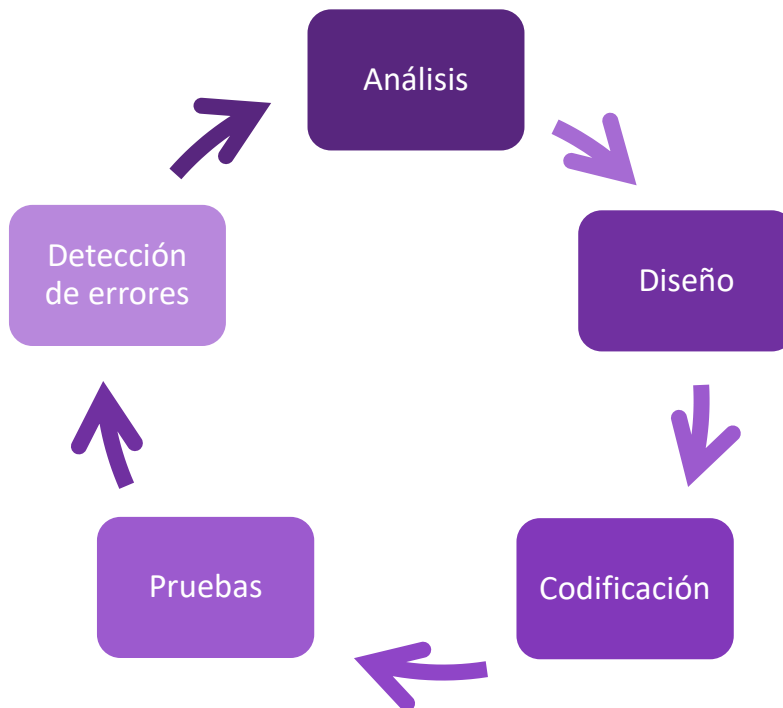 Análisis
Diseño
Codificación
Pruebas
Detección
de errores